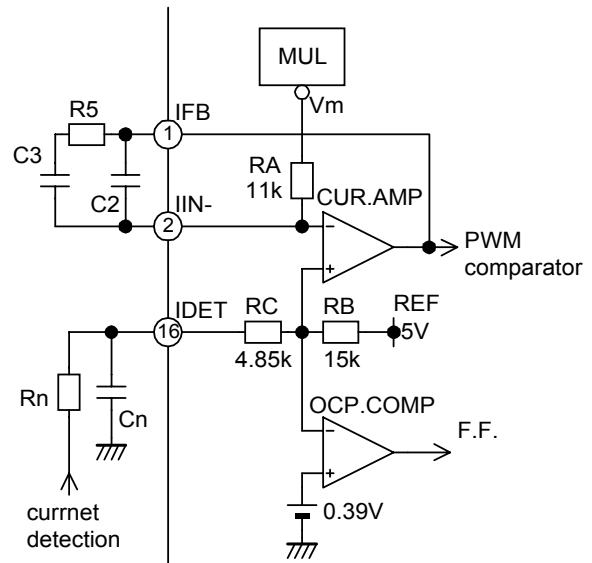 MUL
Vm
R5
IFB
1
C3
C2
RA
11k
CUR.AMP
IIN-
2
PWM
comparator
IDET
16
RC
4.85k
RB
15k
REF
5V
Rn
Cn
OCP.COMP
F.F.
0.39V
currnet
detection